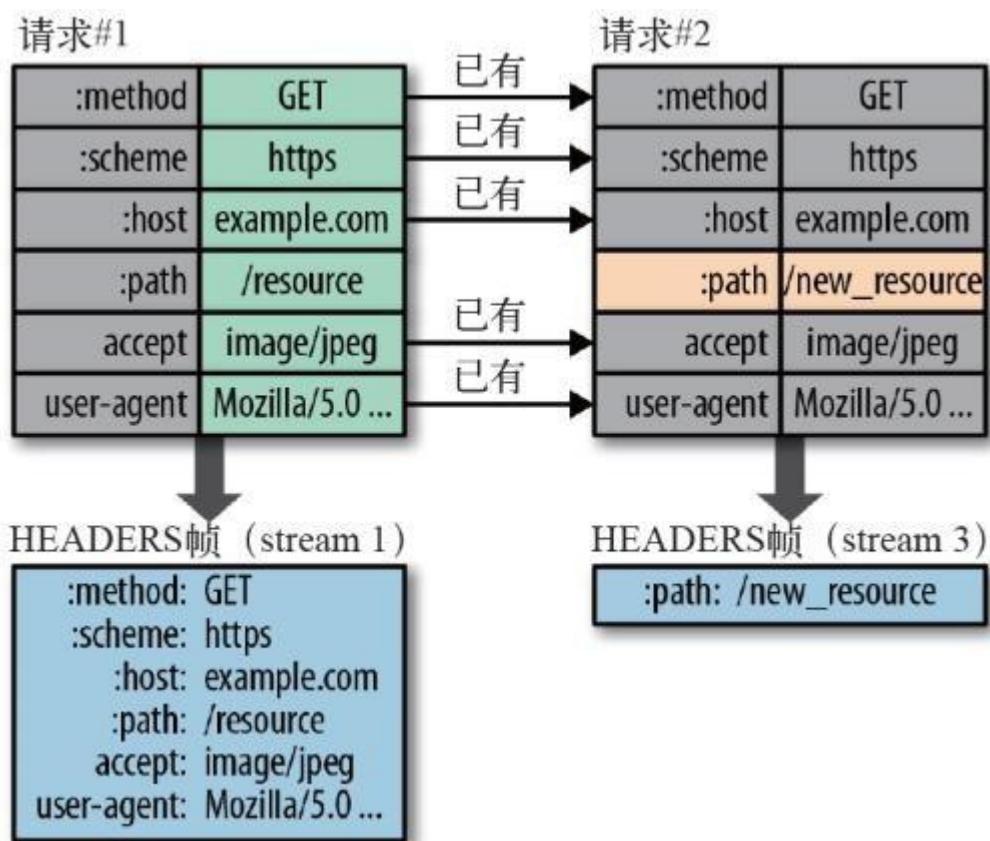 请求#1
:method GET
:scheme https
:host example.com
:path /resource
accept image/jpeg
user-agent Mozilla/5.0 ...
已有
已有
已有
已有
已有
请求#2
:method GET
:scheme https
:host example.com
:path /new_resource
accept image/jpeg
user-agent Mozilla/5.0 ...
HEADERS帧（stream 1）
:method: GET
:scheme: https
:host: example.com
:path: /resource
accept: image/jpeg
user-agent: Mozilla/5.0 ...
HEADERS帧（stream 3）
:path: /new_resource